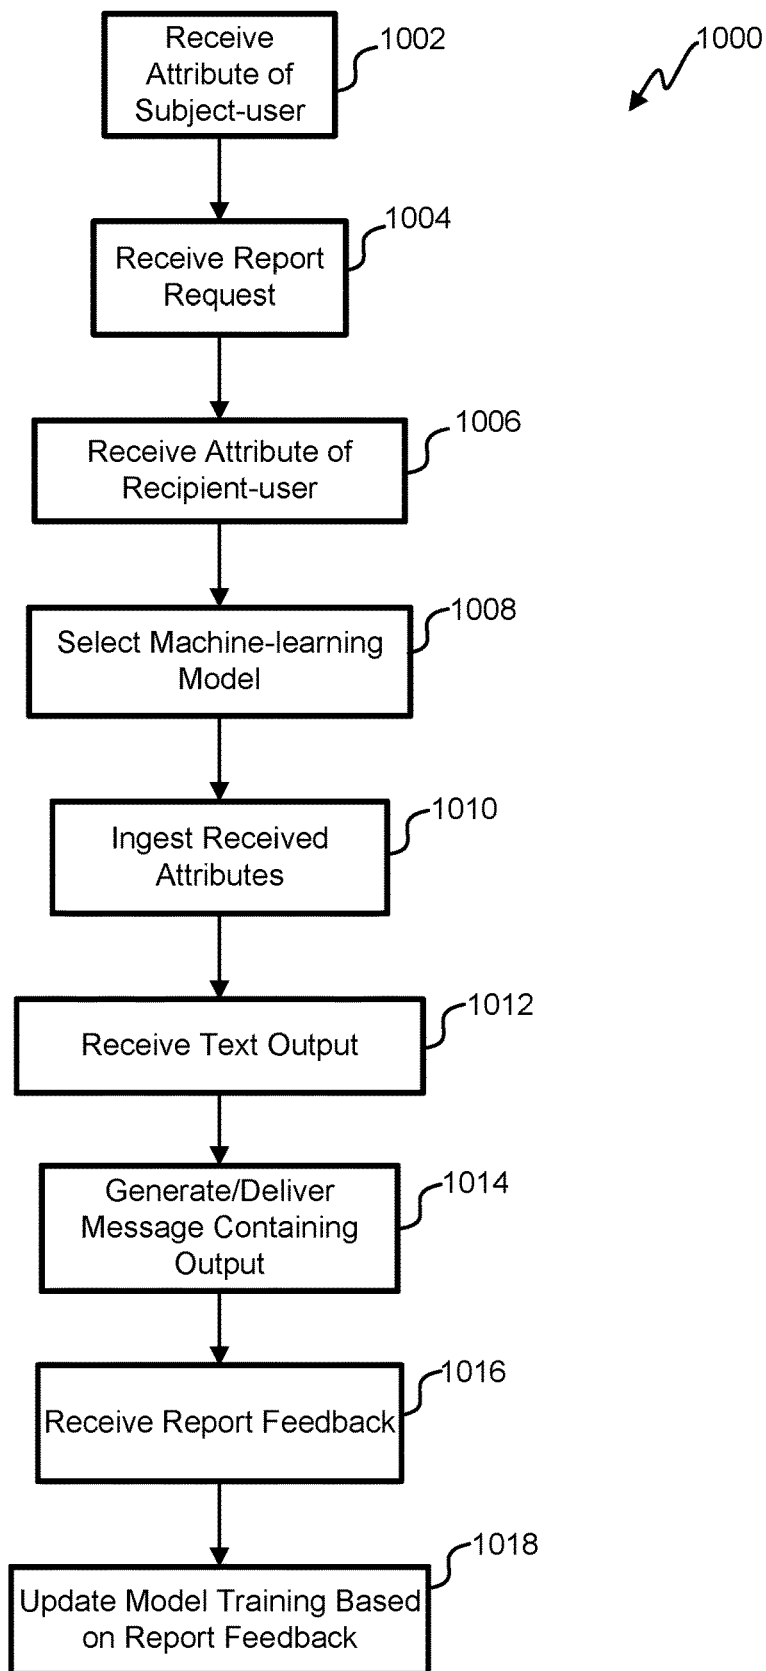 Receive
Attribute of
Subject-user
1002
1000
Receive Report
Request
1004
Receive Attribute of
Recipient-user
1006
Select Machine-learning
Model
1008
Ingest Received
Attributes
1010
Receive Text Output
1012
Generate/Deliver
Message Containing
Output
1014
Receive Report Feedback
1016
Update Model Training Based
on Report Feedback
1018